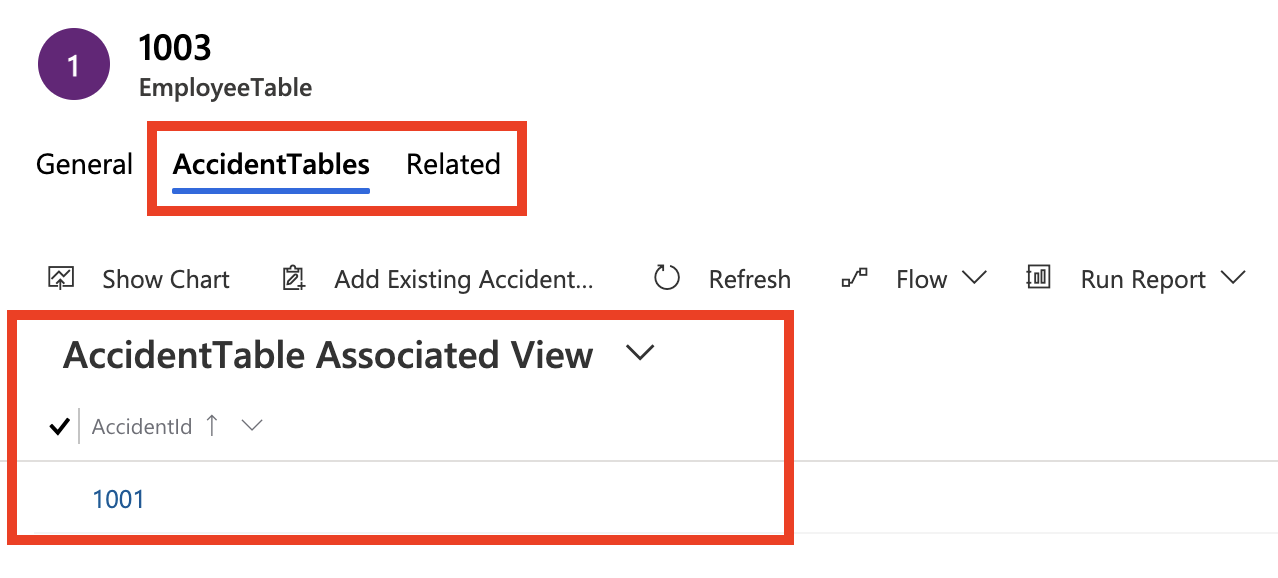 1
1003
EmployeeTable
General AccidentTables Related
Show Chart Add Existing Accident... Refresh Flow Run Report
AccidentTable Associated View
AccidentId ↑
1001